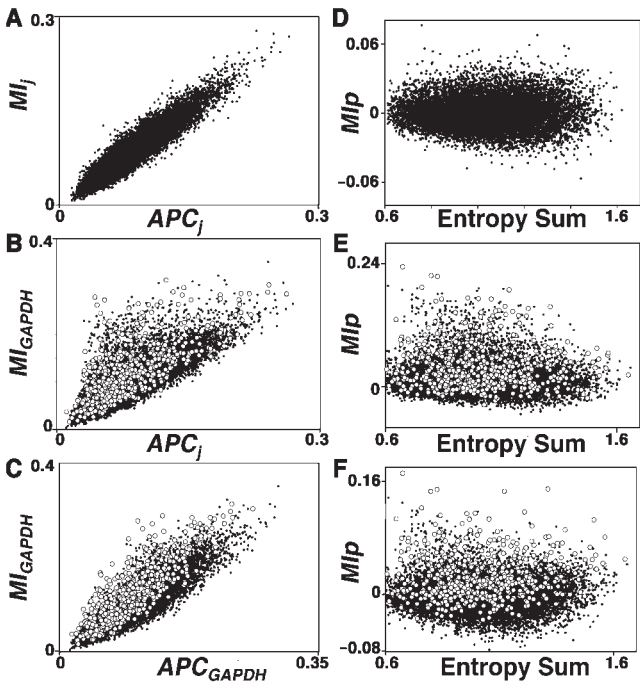 A
0.3
MIj
0
0
APCj
0.3
D
0.06
MIp
0
−0.06
0.6
Entropy Sum
1.6
B
0.4
MIGAPDH
0
0
APCj
0.3
E
0.24
MIp
0
0.6
Entropy Sum
1.6
C
0.4
MIGAPDH
0
0
APCGAPDH
0.35
F
0.16
MIp
0
−0.08
0.6
Entropy Sum
1.6